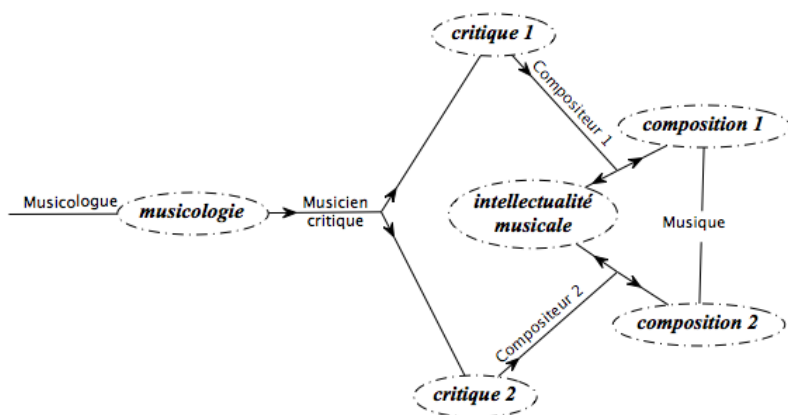 critique 1
Compositeur 1
composition 1
Musicologue
musicologie
Musicien
critique
intellectualité
musicale
Musique
Compositeur 2
composition 2
critique 2